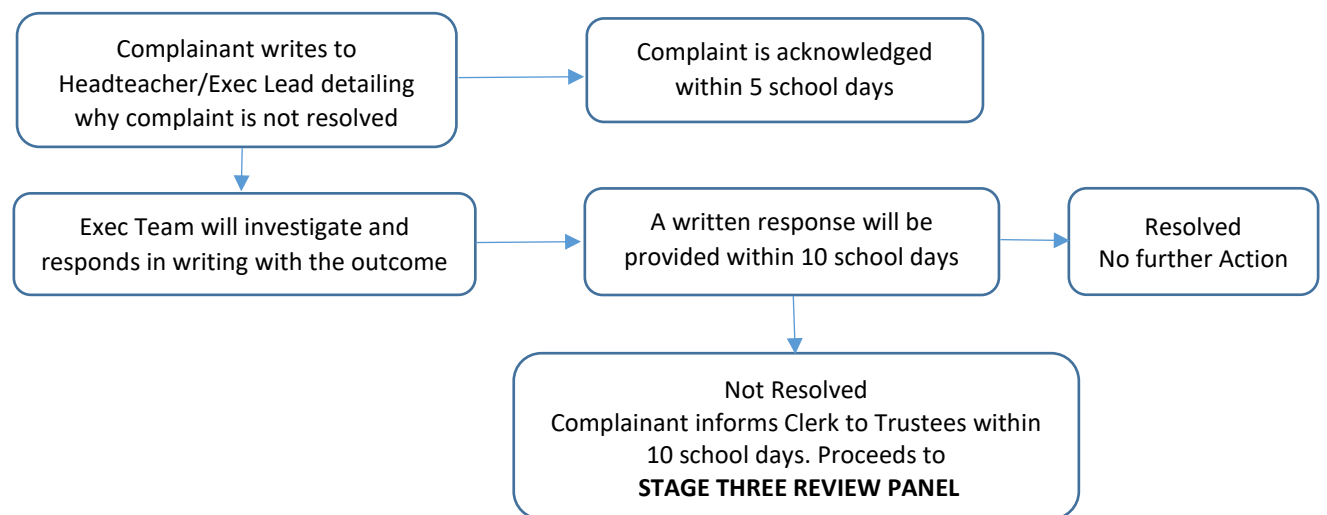 Complainant writes to
Headteacher/Exec Lead detailing
why complaint is not resolved
Complaint is acknowledged
within 5 school days
Exec Team will investigate and
responds in writing with the outcome
A written response will be
provided within 10 school days
Resolved
No further Action
Not Resolved
Complainant informs Clerk to Trustees within
10 school days. Proceeds to
STAGE THREE REVIEW PANEL